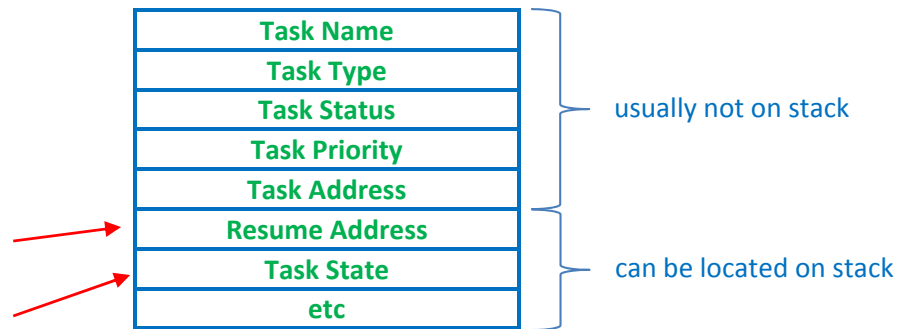 Task Name
Task Type
Task Status
usually not on stack
Task Priority
Task Address
Resume Address
Task State
can be located on stack
etc